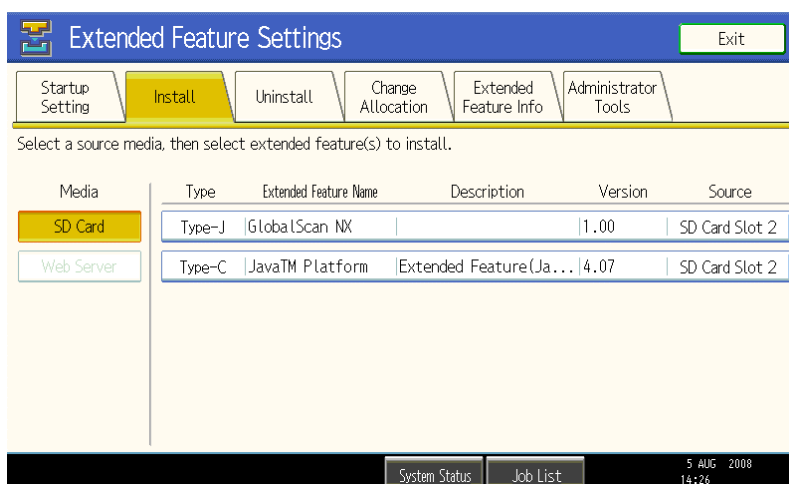 Extended Feature Settings
Exit
Startup Setting
Install
Uninstall
Change Allocation
Extended Feature Info
Administrator Tools
Select a source media, then select extended feature(s) to install.
Media
Type Extended Feature Name Description Version Source
SD Card
Type-J GlobalScan NX 1.00 SD Card Slot 2
Web Server
Type-C JavaTM Platform Extended Feature(Ja... 4.07 SD Card Slot 2
System Status
Job List
5 AUG 2008
14:26